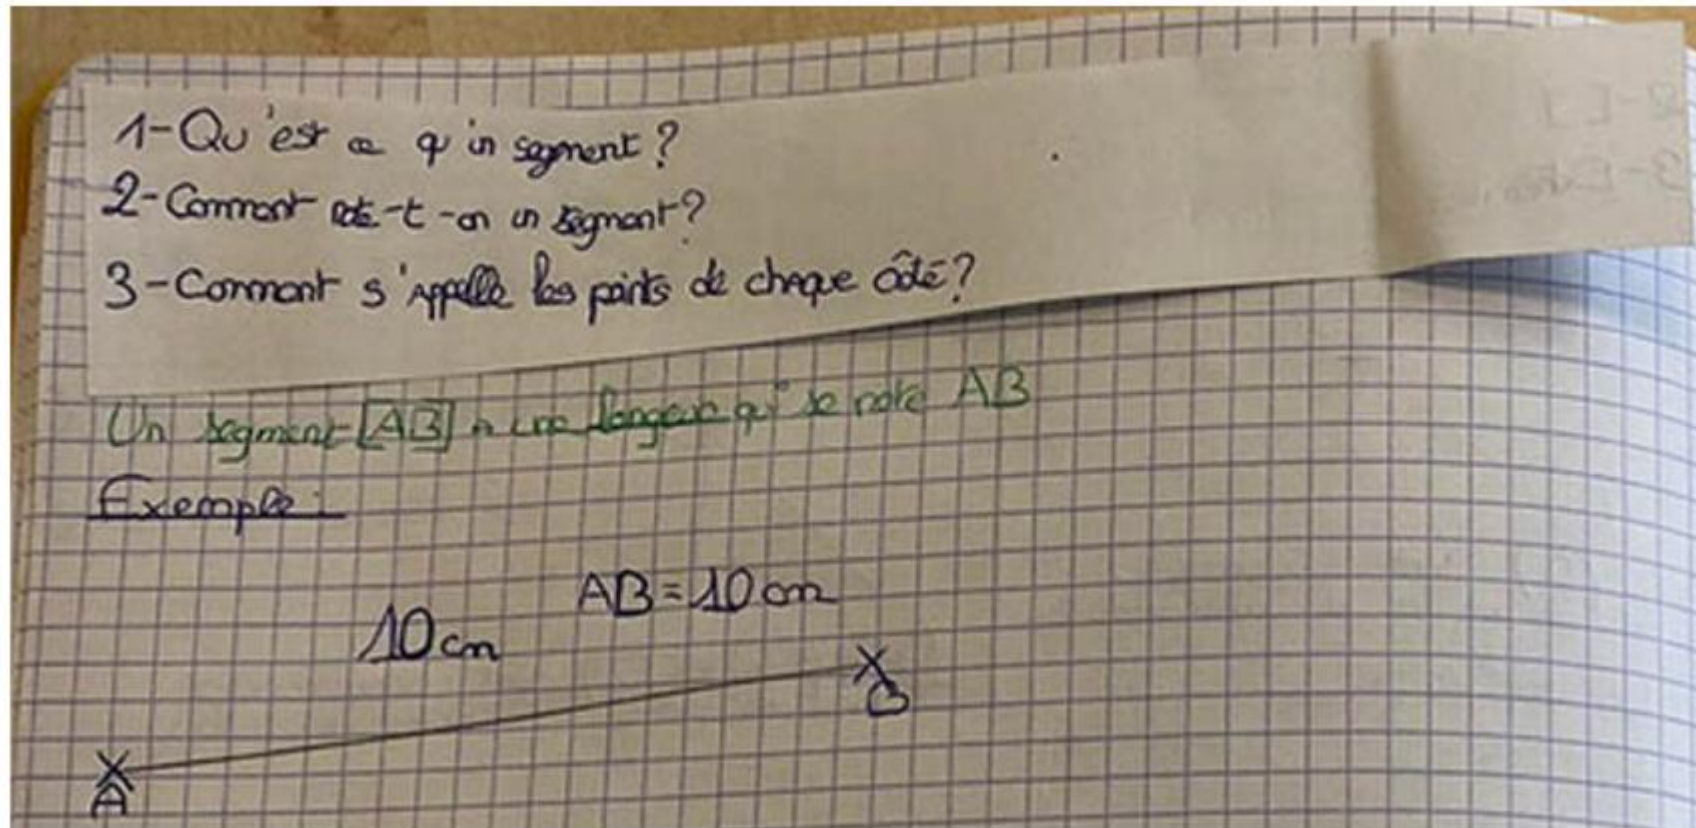 1-Qu'est ce qu'un segment ?
2-Comment note-t-on un segment ?
3-Comment s'appelle les points de chaque côté ?
Un segment [AB] a une longueur qui se note AB
Exemple :
AB = 10 cm
10 cm
B
A